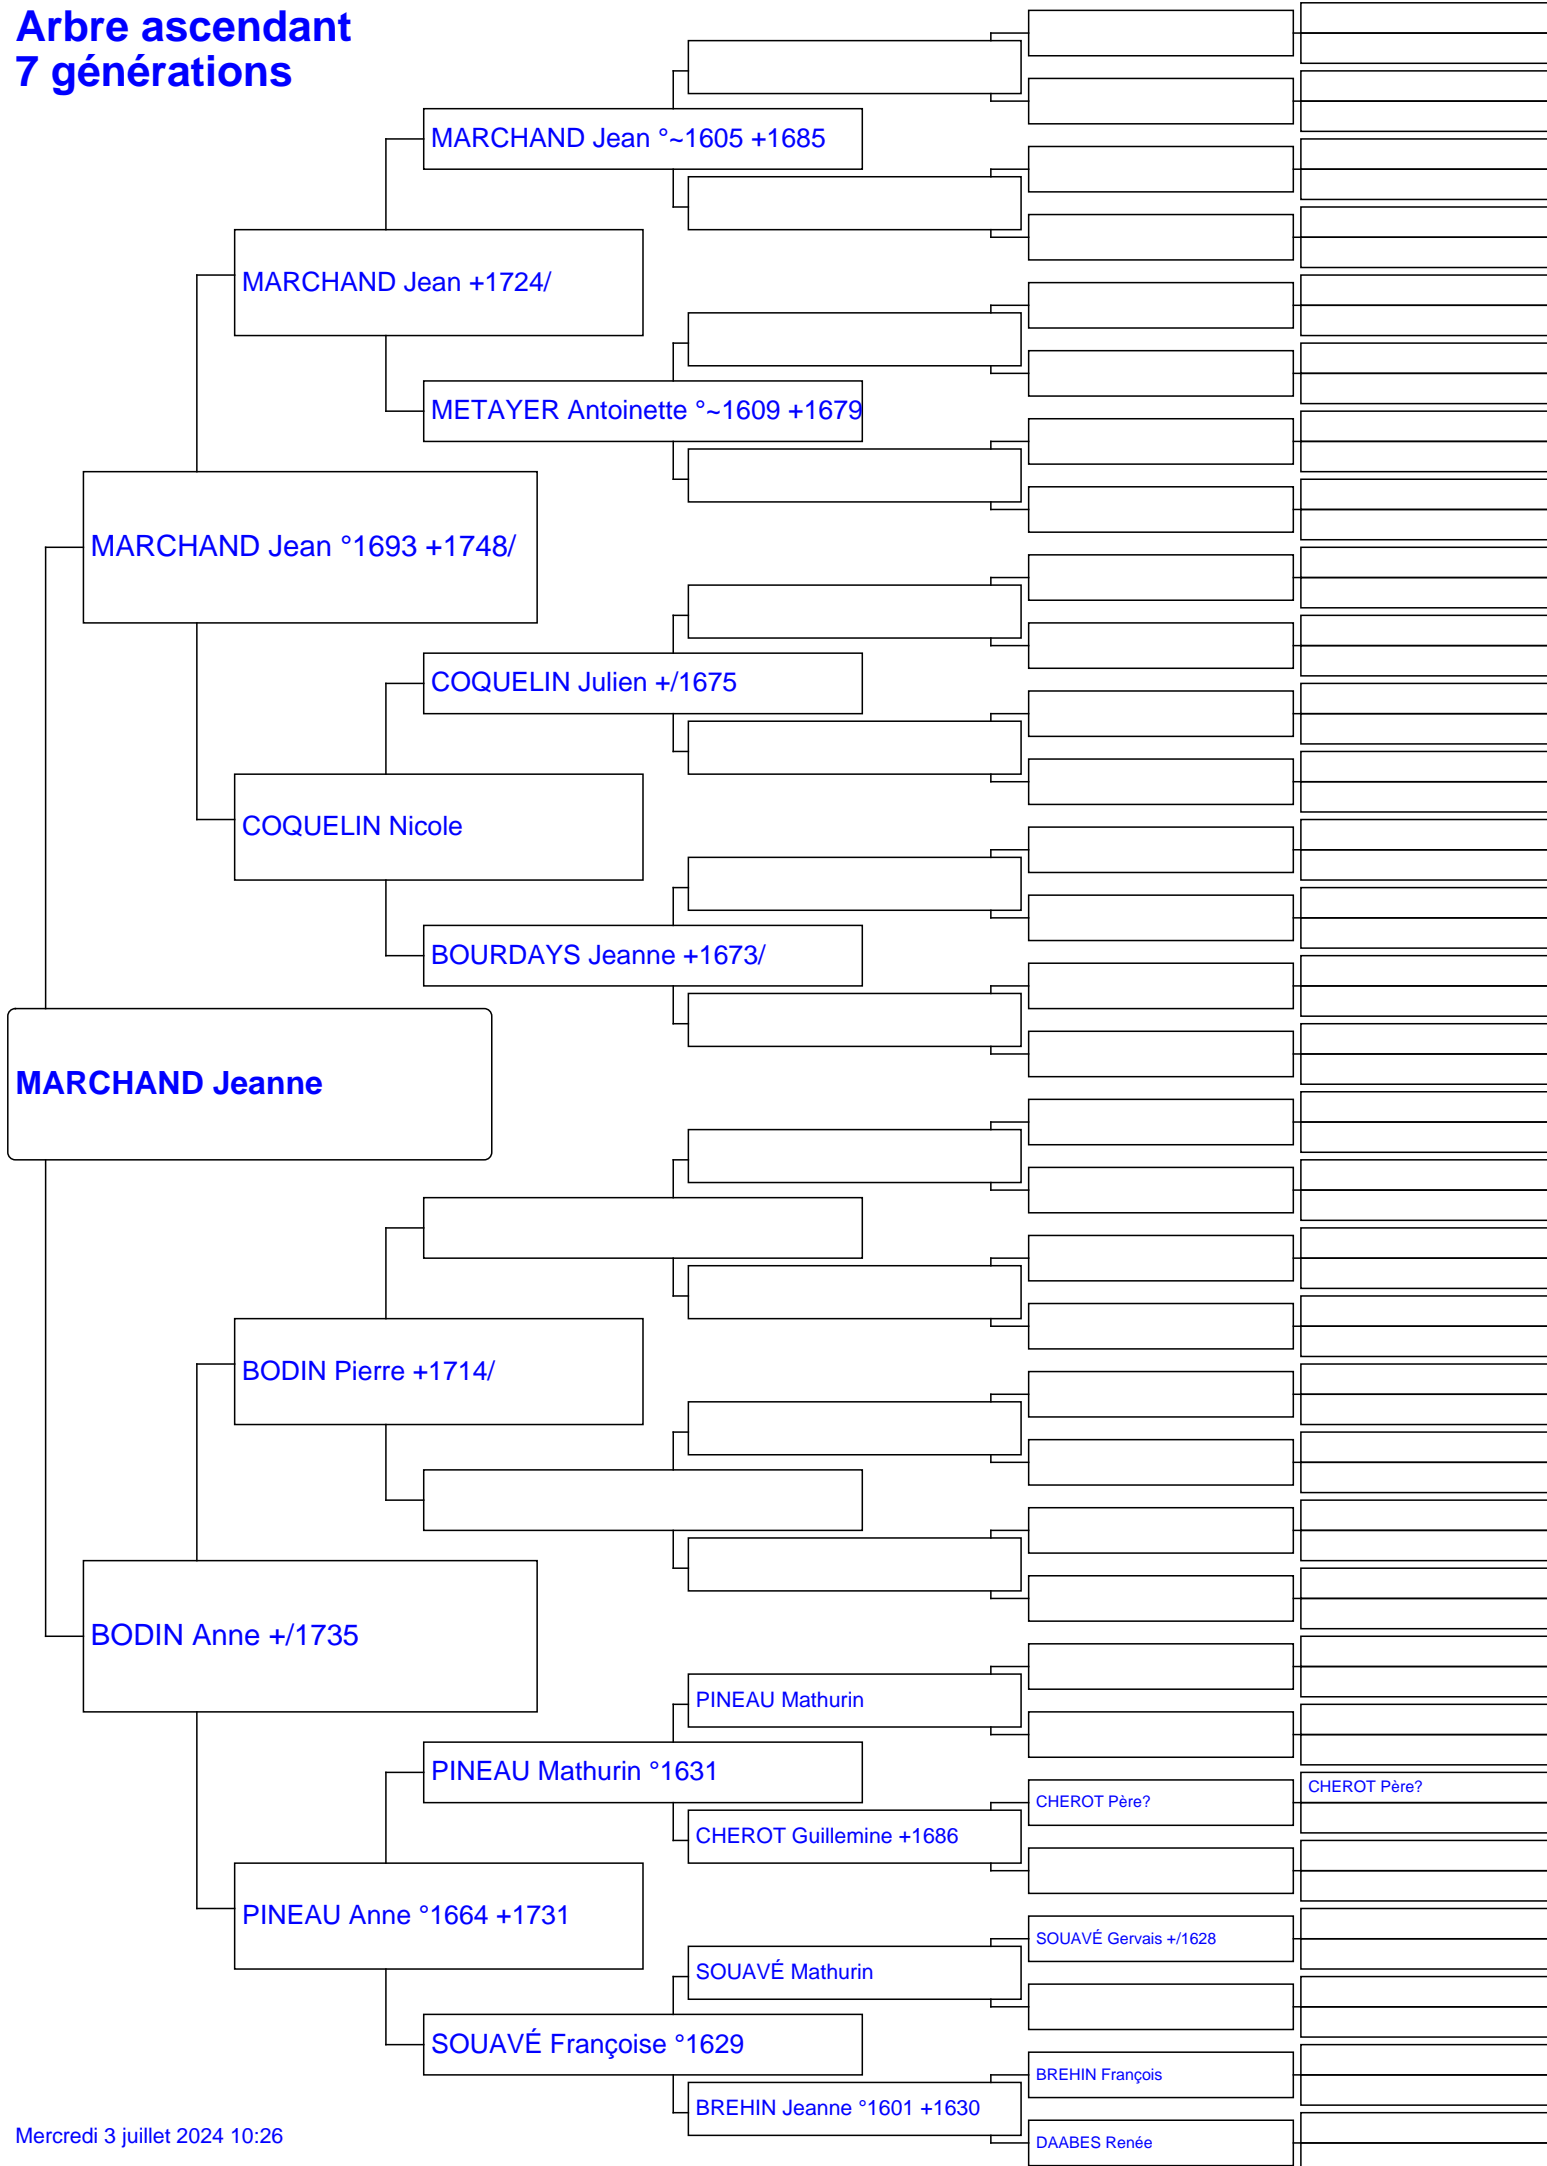 Arbre ascendant
7 générations
MARCHAND Jean °~1605 +1685
MARCHAND Jean +1724/
METAYER Antoinette °~1609 +1679
MARCHAND Jean °1693 +1748/
COQUELIN Julien +/1675
COQUELIN Nicole
BOURDAYS Jeanne +1673/
MARCHAND Jeanne
BODIN Pierre +1714/
BODIN Anne +/1735
PINEAU Mathurin
PINEAU Mathurin °1631
CHEROT Père?
CHEROT Père?
CHEROT Guillemine +1686
PINEAU Anne °1664 +1731
SOUAVÉ Gervais +/1628
SOUAVÉ Mathurin
SOUAVÉ Françoise °1629
BREHIN François
BREHIN Jeanne °1601 +1630
DAABES Renée
Mercredi 3 juillet 2024 10:26